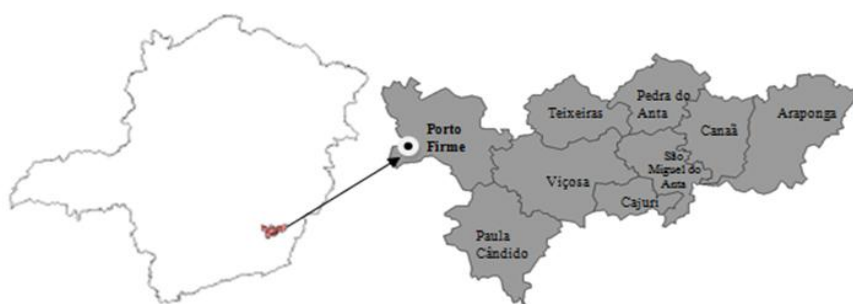 Porto
Firme
Teixeiras
Pedra do
Anta
Canaã
Araponga
Viçosa
São
Miguel do
Anta
Cajuri
Paula
Cândido